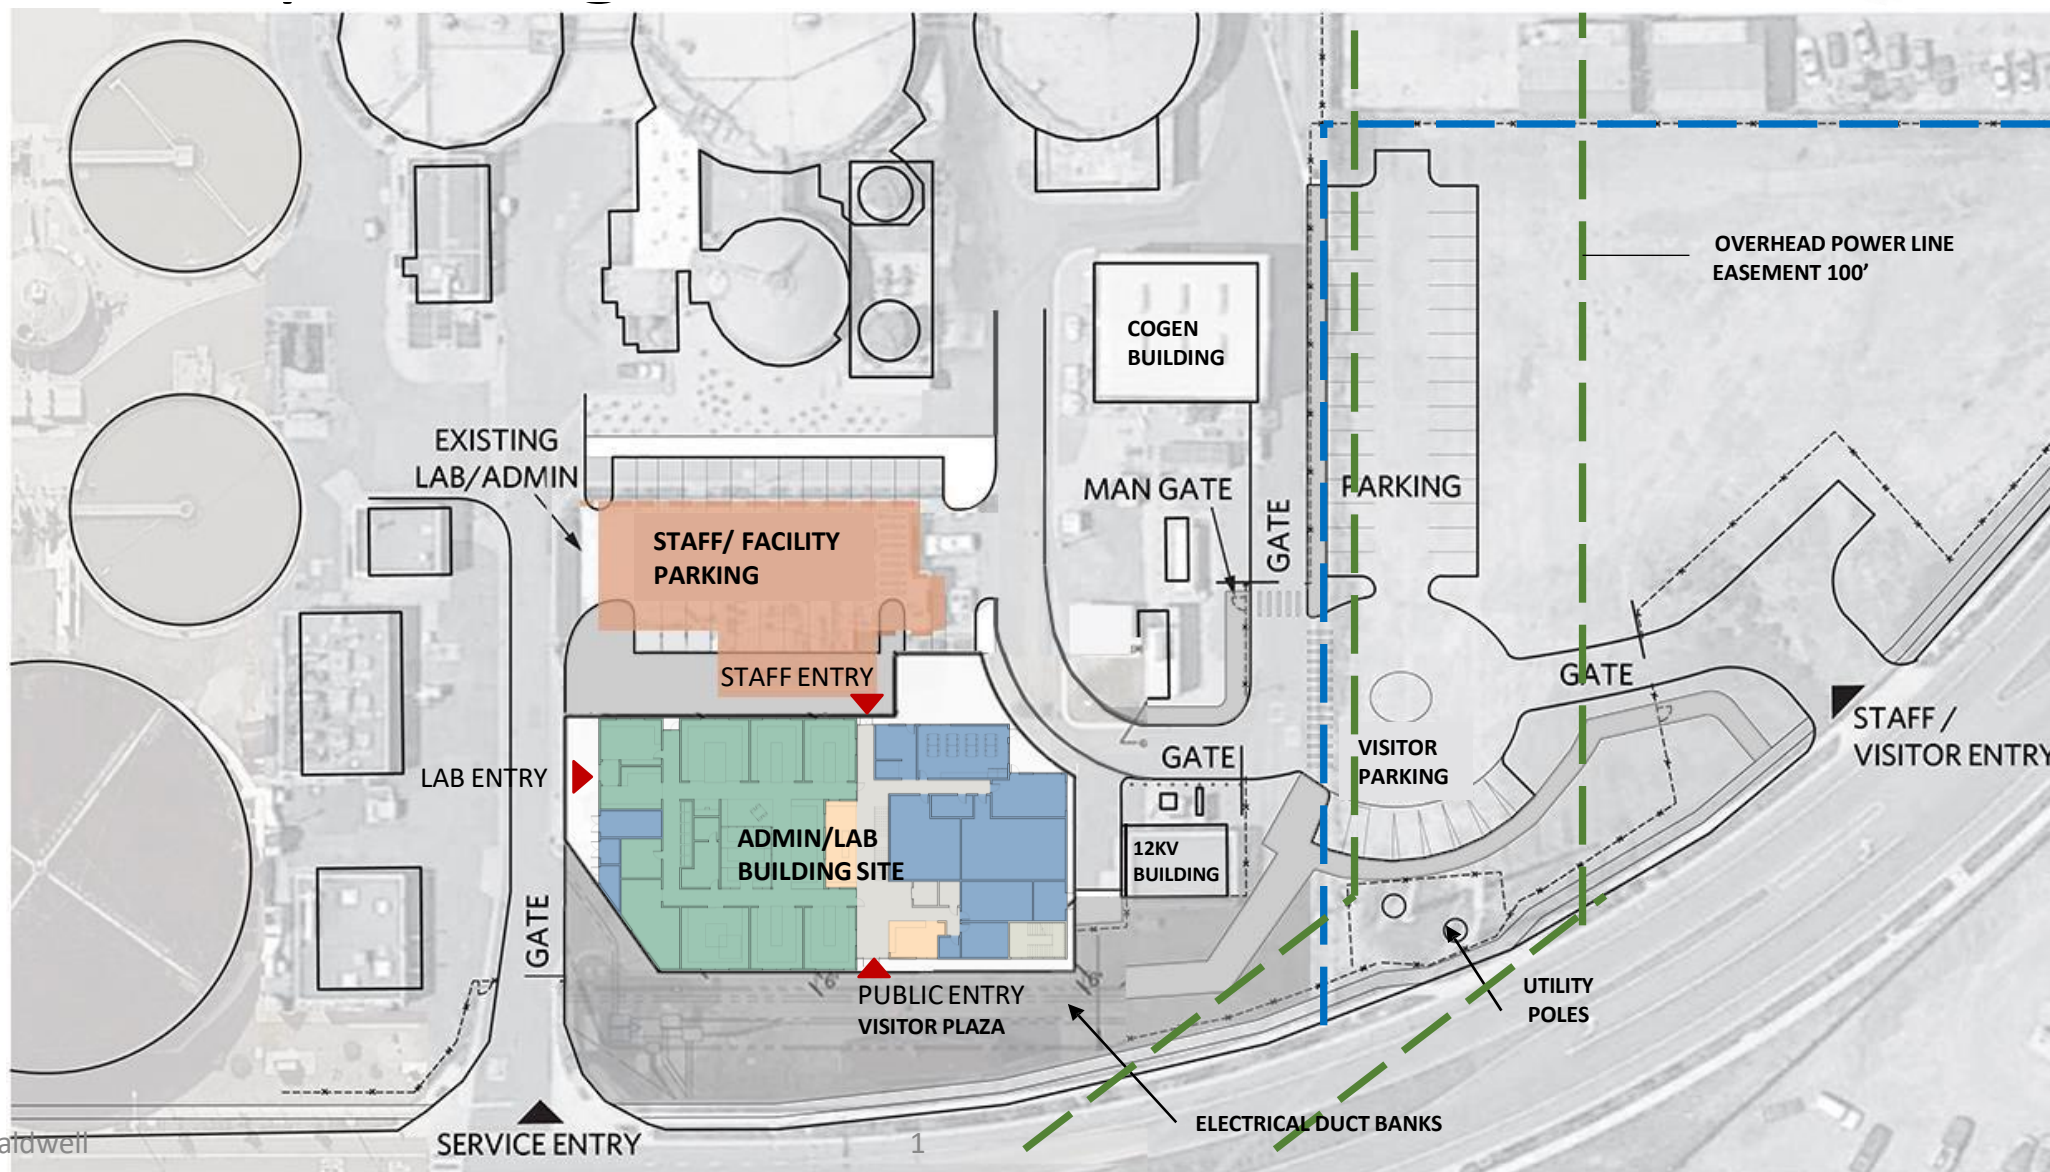 OVERHEAD POWER LINE
EASEMENT 100’
COGEN
BUILDING
EXISTING
LAB/ADMIN
MAN GATE
GATE
PARKING
STAFF/ FACILITY
PARKING
STAFF ENTRY
GATE
STAFF /
VISITOR ENTRY
LAB ENTRY
GATE
VISITOR
PARKING
ADMIN/LAB
BUILDING SITE
12KV
BUILDING
GATE
PUBLIC ENTRY
VISITOR PLAZA
UTILITY
POLES
ELECTRICAL DUCT BANKS
SERVICE ENTRY
aldwell
1